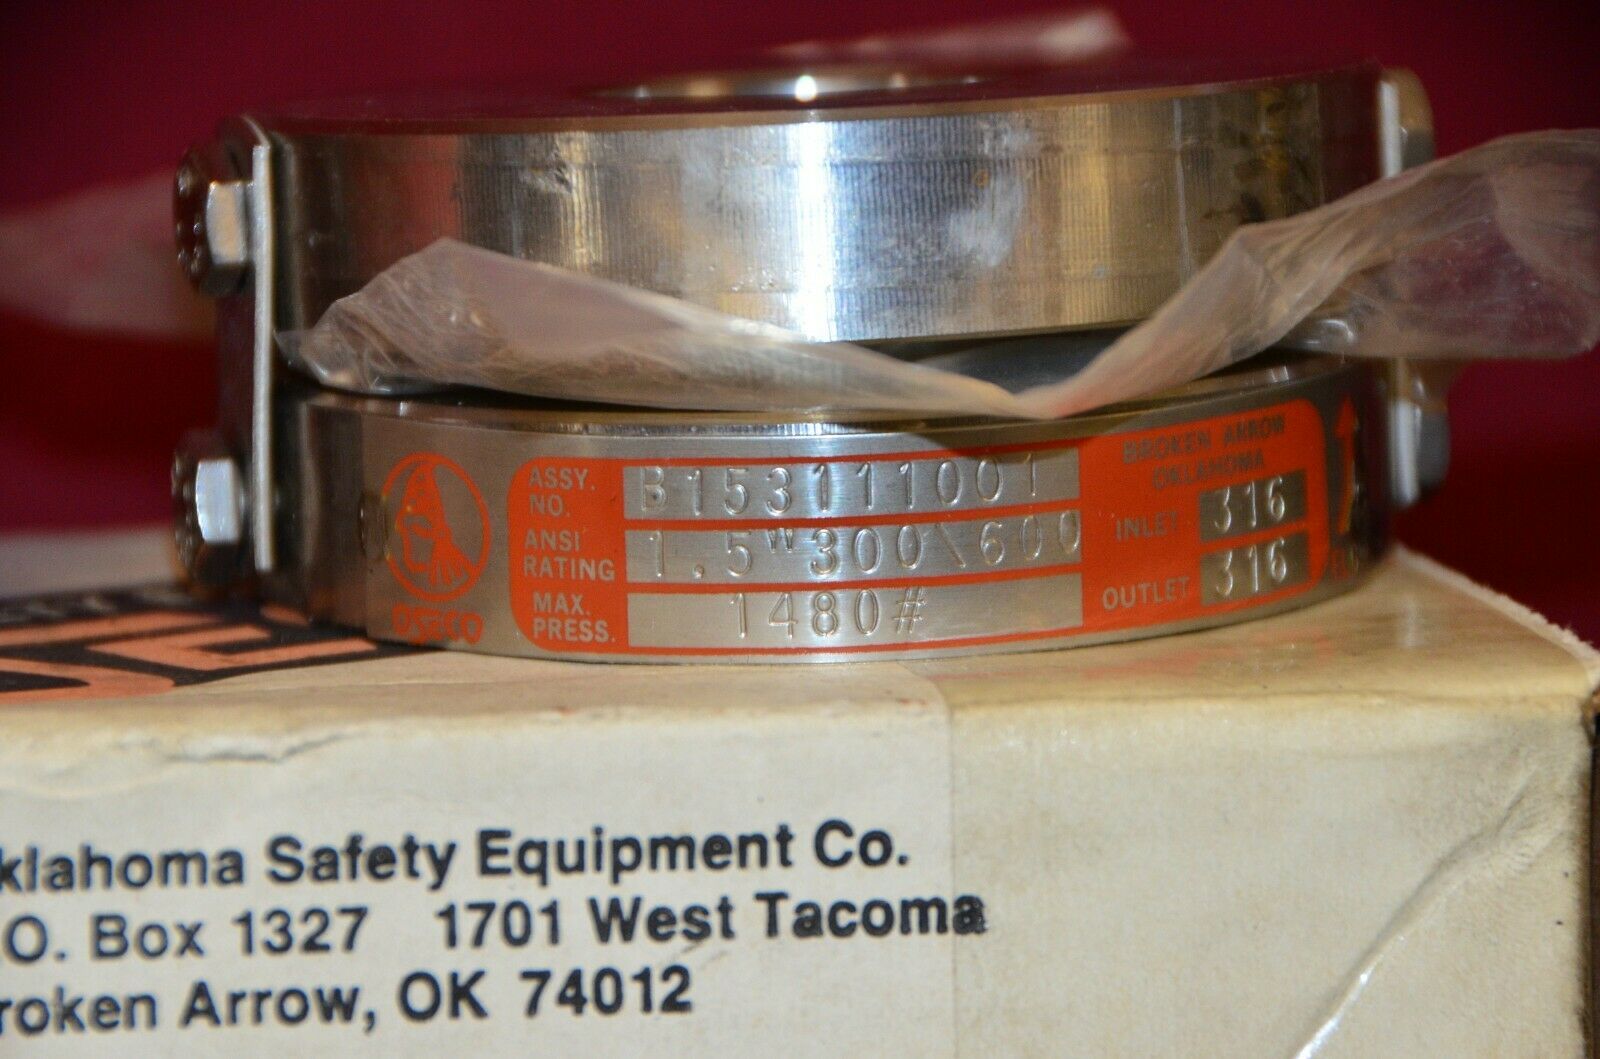 OSECO
ASSY. NO. B153111001
ANSI RATING 1.5" 300\600
MAX. PRESS. 1480#
BROKEN ARROW
OKLAHOMA
INLET 316
OUTLET 316
klahoma Safety Equipment Co.
.O. Box 1327 1701 West Tacoma
roken Arrow, OK 74012